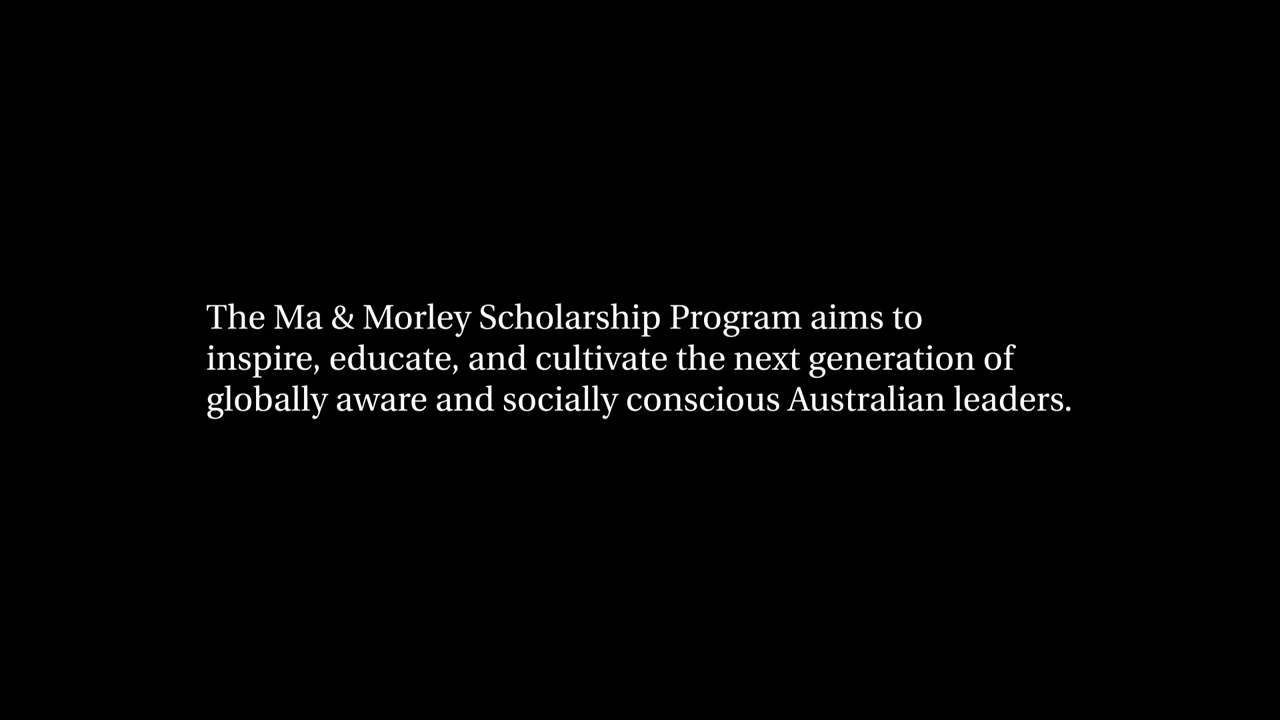 The Ma & Morley Scholarship Program aims to
inspire, educate, and cultivate the next generation of
globally aware and socially conscious Australian leaders.